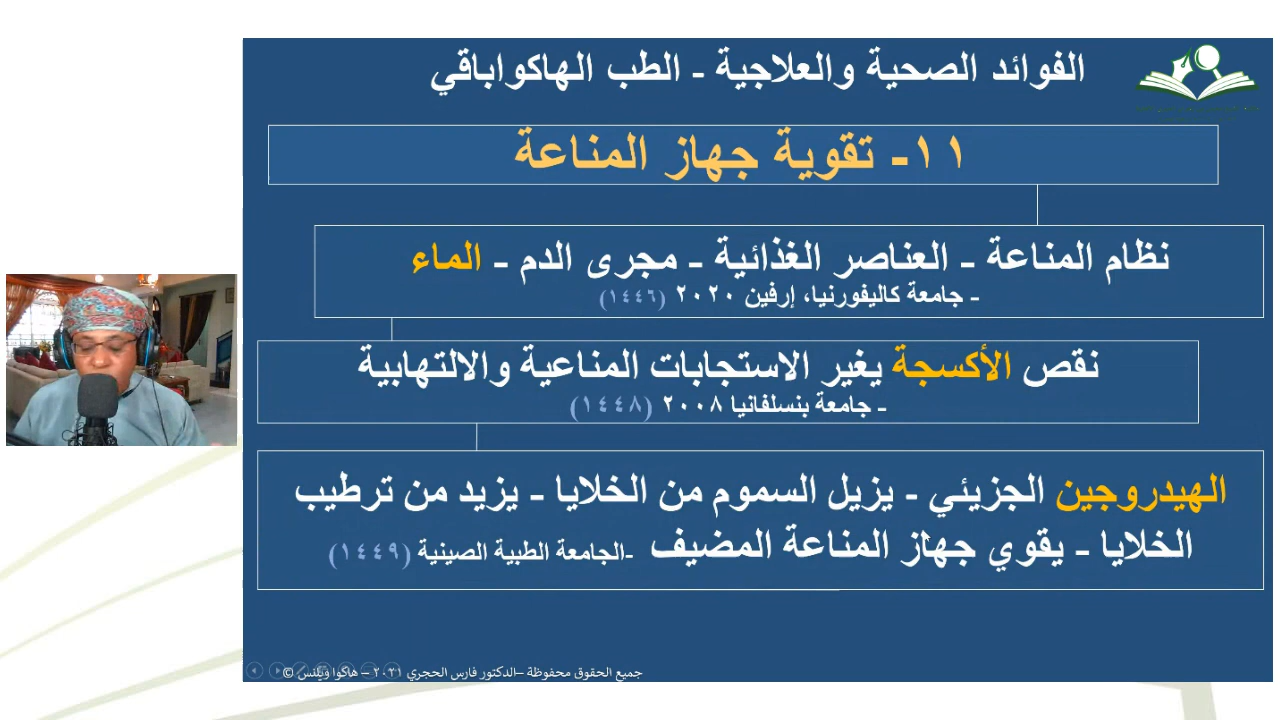 الفوائد الصحية والعلاجية - الطب الهاكواباقي
١١- تقوية جهاز المناعة
نظام المناعة - العناصر الغذائية - مجرى الدم - الماء
- جامعة كاليفورنيا، إرفين ٢٠٢٠ (١٤٤٦)
نقص الأكسجة يغير الاستجابات المناعية والالتهابية
- جامعة بنسلفانيا ٢٠٠٨ (١٤٤٨)
الهيدروجين الجزيئي - يزيل السموم من الخلايا - يزيد من ترطيب
الخلايا - يقوي جهاز المناعة المضيف -الجامعة الطبية الصينية (١٤٤٩)
جميع الحقوق محفوظة –الدكتور فارس الحجري ٢٠٢١ – هاكوا ويلنس ©